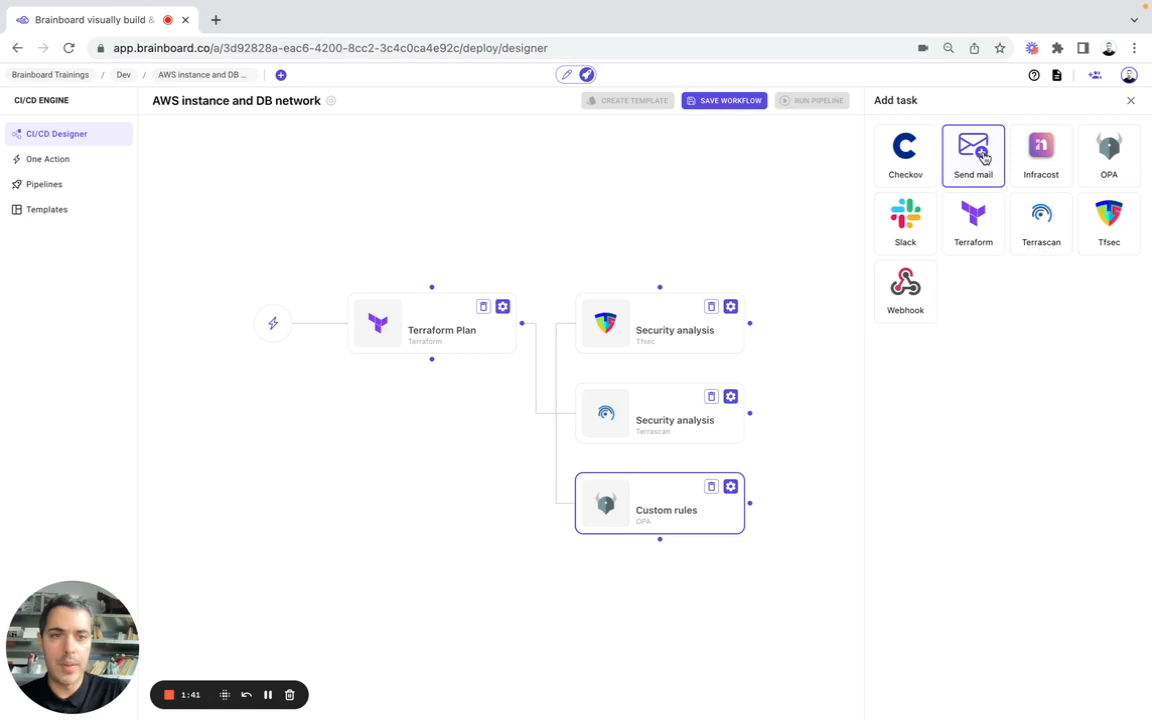 Brainboard visually build &
app.brainboard.co/a/3d92828a-eac6-4200-8cc2-3c4c0ca4e92c/deploy/designer
Brainboard Trainings / Dev / AWS instance and DB ...
CI/CD ENGINE
AWS instance and DB network
CREATE TEMPLATE
SAVE WORKFLOW
RUN PIPELINE
Add task
CI/CD Designer
One Action
Pipelines
Templates
Checkov
Send mail
Infracost
OPA
Slack
Terraform
Terrascan
Tfsec
Webhook
Terraform Plan
Terraform
Security analysis
Tfsec
Security analysis
Terrascan
Custom rules
OPA
1:41